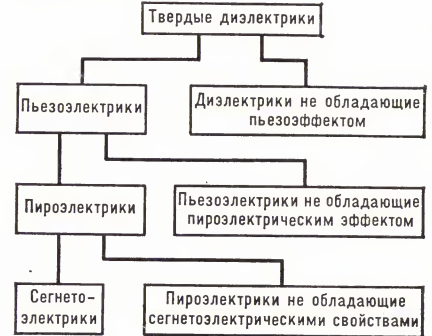 Твердые диэлектрики
Пьезоэлектрики
Диэлектрики не обладающие
пьезоэффектом
Пироэлектрики
Пьезоэлектрики не обладающие
пироэлектрическим эффектом
Сегнето-
электрики
Пироэлектрики не обладающие
сегнетоэлектрическими свойствами